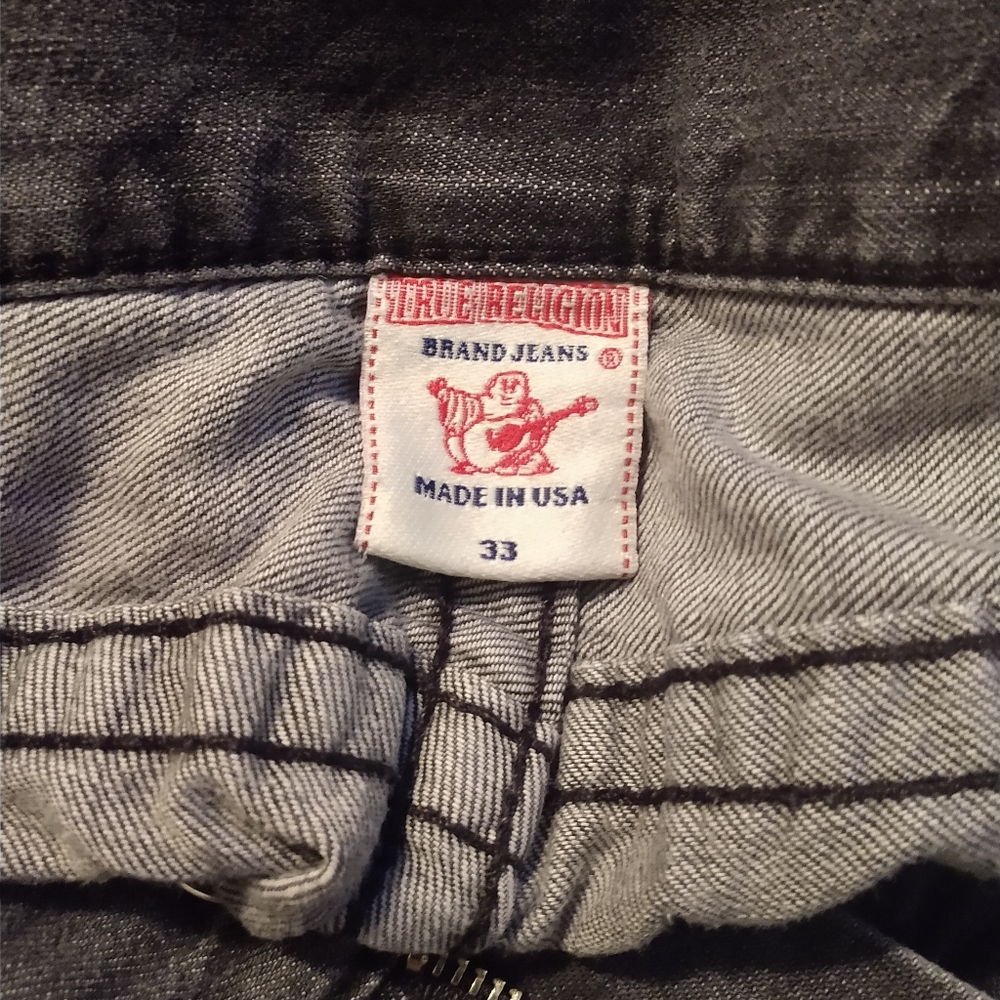 TRUE RELIGION
BRAND JEANS ®
MADE IN USA
33